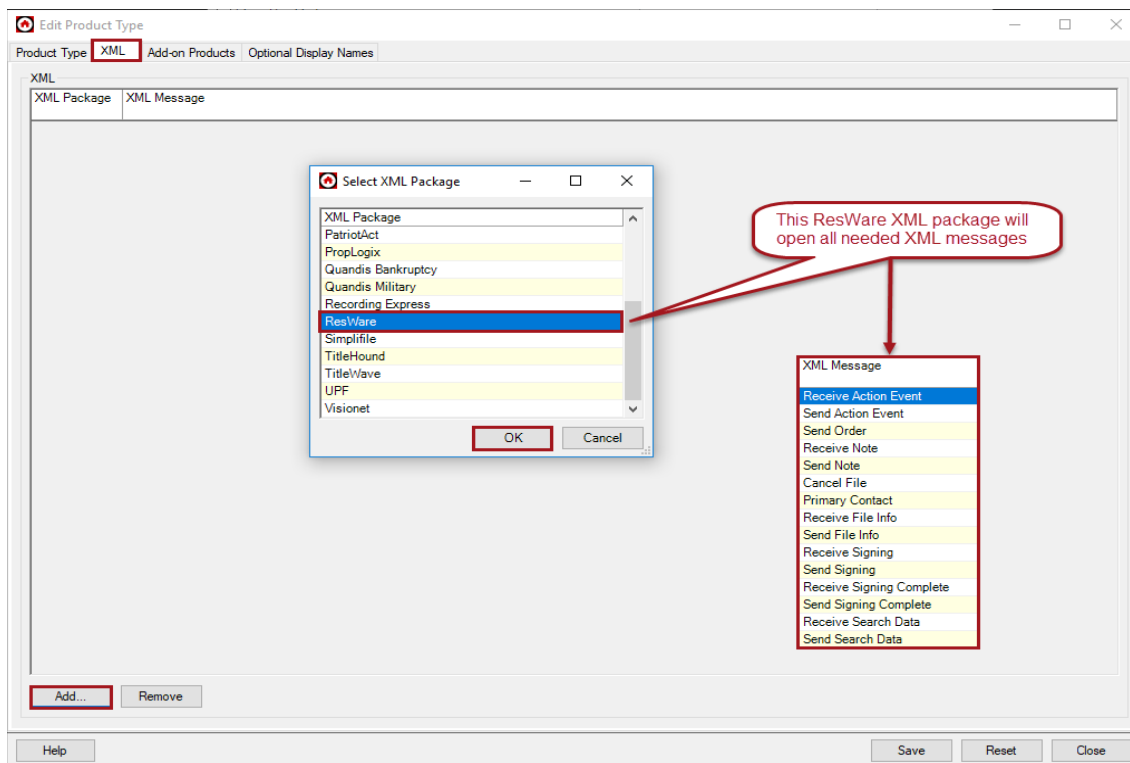 Edit Product Type
Product Type XML Add-on Products Optional Display Names
XML
XML Package XML Message
Select XML Package
XML Package
PatriotAct
PropLogix
Quandis Bankruptcy
Quandis Military
Recording Express
ResWare
Simplifile
TitleHound
TitleWave
UPF
Visionet
OK Cancel
This ResWare XML package will
open all needed XML messages
XML Message
Receive Action Event
Send Action Event
Send Order
Receive Note
Send Note
Cancel File
Primary Contact
Receive File Info
Send File Info
Receive Signing
Send Signing
Receive Signing Complete
Send Signing Complete
Receive Search Data
Send Search Data
Add... Remove
Help Save Reset Close